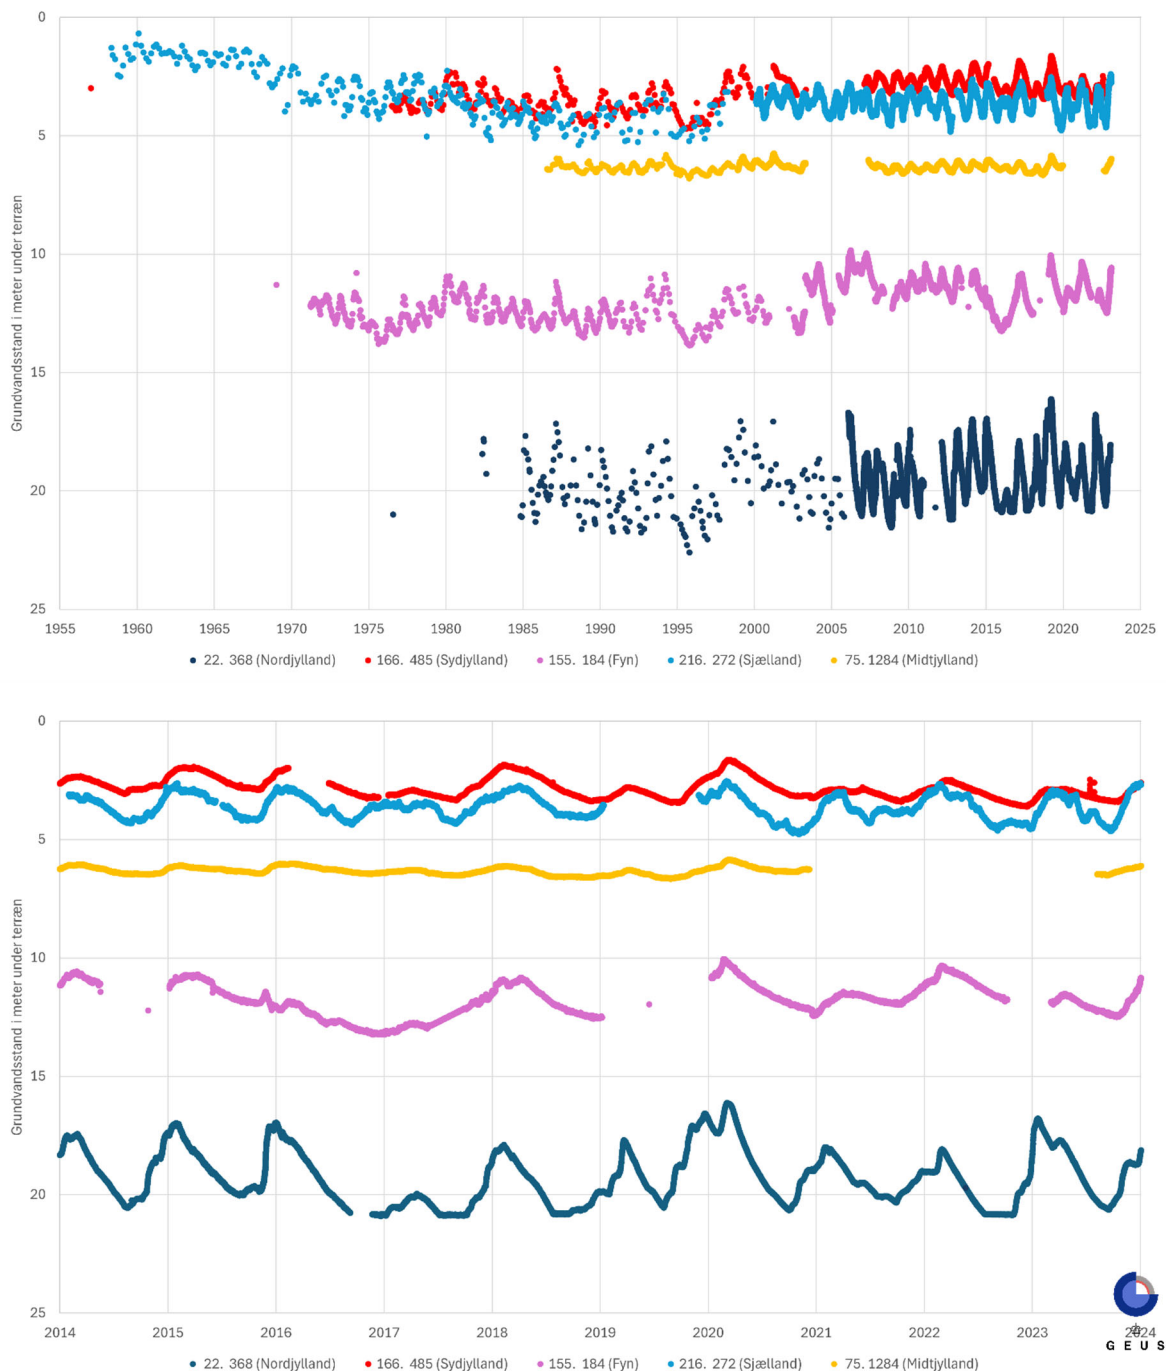 0
5
10
15
20
25
Grundvandsstand i meter under terræn
1955 1960 1965 1970 1975 1980 1985 1990 1995 2000 2005 2010 2015 2020 2025
22. 368 (Nordjylland) 166. 485 (Sydjylland) 155. 184 (Fyn) 216. 272 (Sjælland) 75. 1284 (Midtjylland)
0
5
10
15
20
25
Grundvandsstand i meter under terræn
2014 2015 2016 2017 2018 2019 2020 2021 2022 2023 2024
G E U S
22. 368 (Nordjylland) 166. 485 (Sydjylland) 155. 184 (Fyn) 216. 272 (Sjælland) 75. 1284 (Midtjylland)